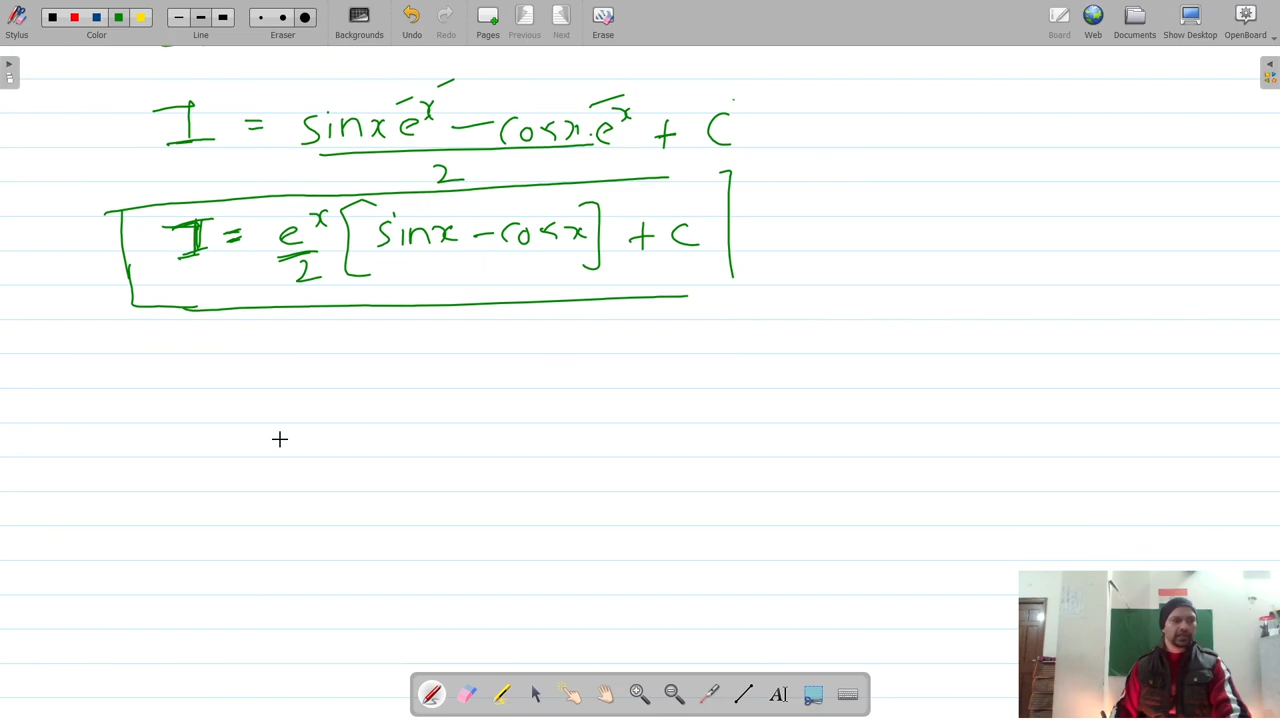 Stylus Color Line Eraser Backgrounds Undo Redo Pages Previous Next Erase Board Web Documents Show Desktop OpenBoard
I = sinx e^x - cosx.e^x + C
2
I = e^x/2 [sinx - cosx] + C